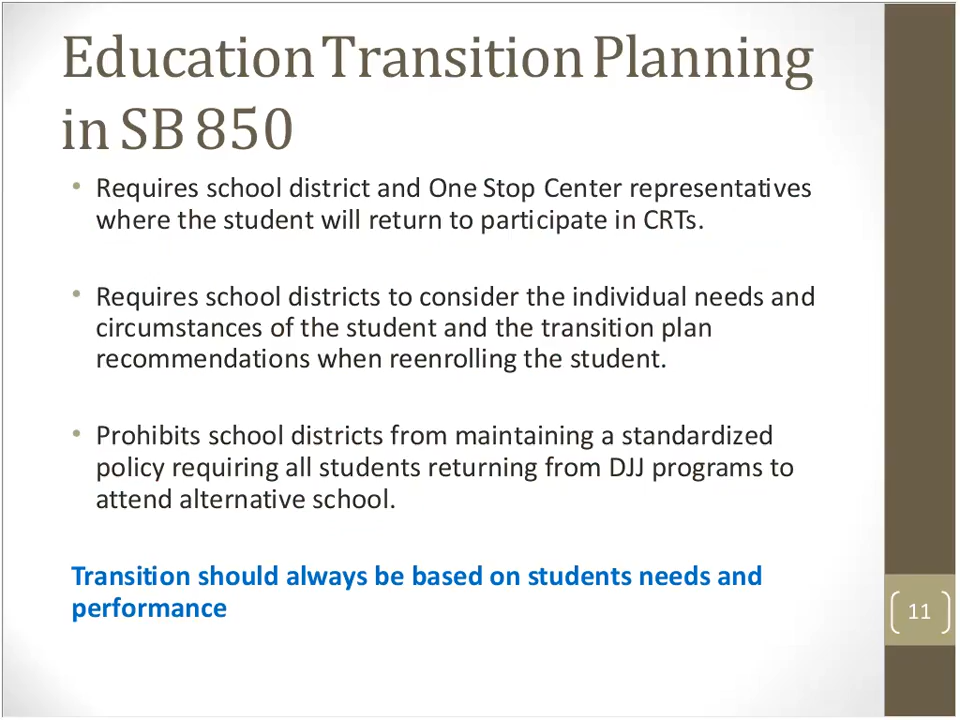 Education Transition Planning
in SB 850
• Requires school district and One Stop Center representatives
where the student will return to participate in CRTs.
• Requires school districts to consider the individual needs and
circumstances of the student and the transition plan
recommendations when reenrolling the student.
• Prohibits school districts from maintaining a standardized
policy requiring all students returning from DJJ programs to
attend alternative school.
Transition should always be based on students needs and
performance
11